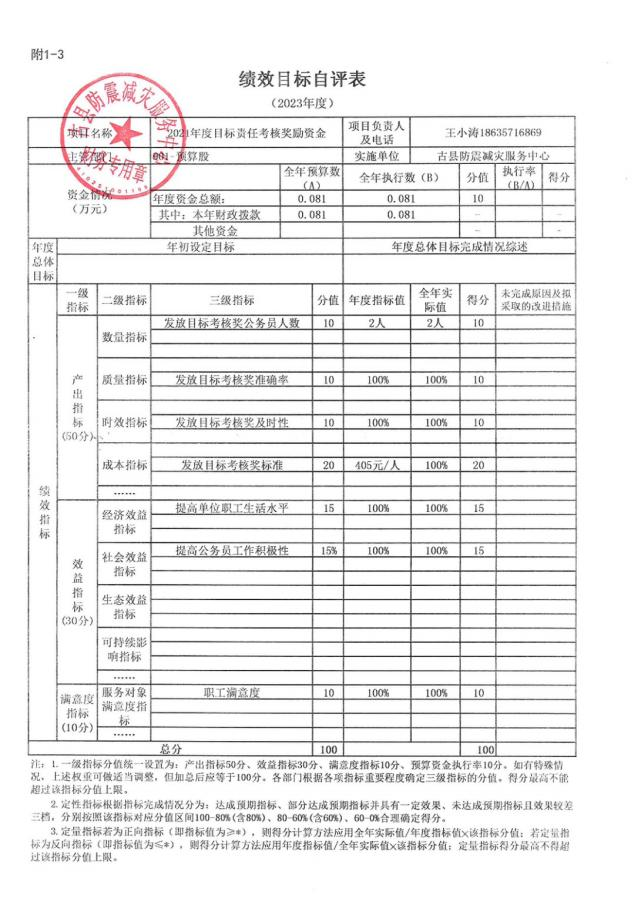 附1-3
绩效目标自评表
（2023年度）
项目名称 2021年度目标责任考核奖励资金 项目负责人及电话 王小涛18635716869
主管部门 001-预算股 实施单位 古县防震减灾服务中心
资金情况（万元） 全年预算数（A） 全年执行数（B） 分值 执行率（B/A） 得分
年度资金总额： 0.081 0.081 10
其中：本年财政拨款 0.081 0.081 - -
其他资金 - -
年度总体目标 年初设定目标 年度总体目标完成情况综述
绩效指标 一级指标 二级指标 三级指标 分值 年度指标值 全年实际值 得分 未完成原因及拟采取的改进措施
产出指标(50分) 数量指标 发放目标考核奖公务员人数 10 2人 2人 10
质量指标 发放目标考核奖准确率 10 100% 100% 10
时效指标 发放目标考核奖及时性 10 100% 100% 10
成本指标 发放目标考核奖标准 20 405元/人 100% 20
……
效益指标(30分) 经济效益指标 提高单位职工生活水平 15 100% 100% 15
社会效益指标 提高公务员工作积极性 15% 100% 100% 15
生态效益指标
可持续影响指标
……
满意度指标(10分) 服务对象满意度指标 职工满意度 10 100% 100% 10
……
总分 100 100
注：1.一级指标分值统一设置为：产出指标50分、效益指标30分、满意度指标10分、预算资金执行率10分。如有特殊情
况，上述权重可做适当调整，但加总后应等于100分。各部门根据各项指标重要程度确定三级指标的分值。得分最高不能
超过该指标分值上限。
2.定性指标根据指标完成情况分为：达成预期指标、部分达成预期指标并具有一定效果、未达成预期指标且效果较差
三档，分别按照该指标对应分值区间100-80%(含80%)、80-60%(含60%)、60-0%合理确定得分。
3.定量指标若为正向指标（即指标值为≥*），则得分计算方法应用全年实际值/年度指标值×该指标分值；若定量指
标为反向指标（即指标值为≤*），则得分计算方法应用年度指标值/全年实际值×该指标分值；定量指标得分最高不得超
过该指标分值上限。
古县防震减灾服务中心
财务专用章